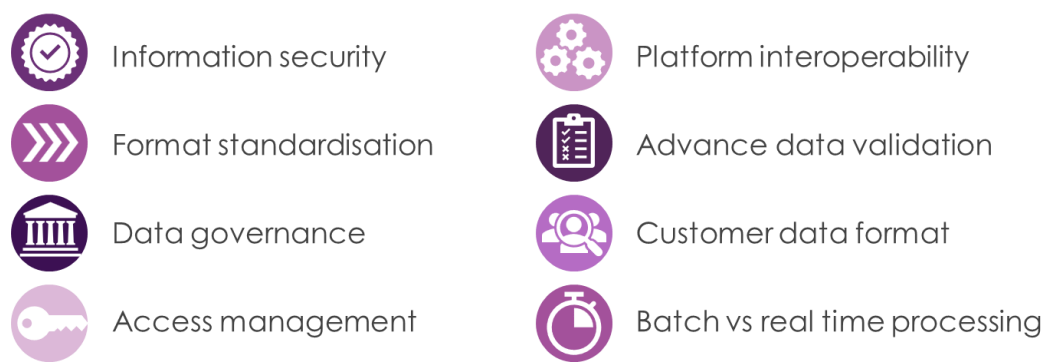 Information security
Format standardisation
Data governance
Access management
Platform interoperability
Advance data validation
Customer data format
Batch vs real time processing